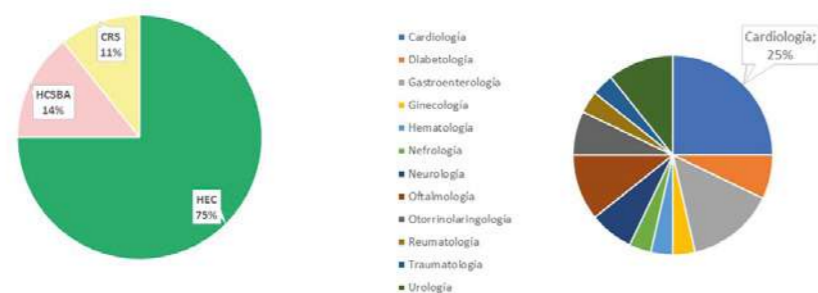 CRS
11%
HCSBA
14%
HEC
75%
Cardiología
Diabetología
Gastroenterología
Ginecología
Hematología
Nefrología
Neurología
Oftalmología
Otorrinolaringología
Reumatología
Traumatología
Urología
Cardiología;
25%